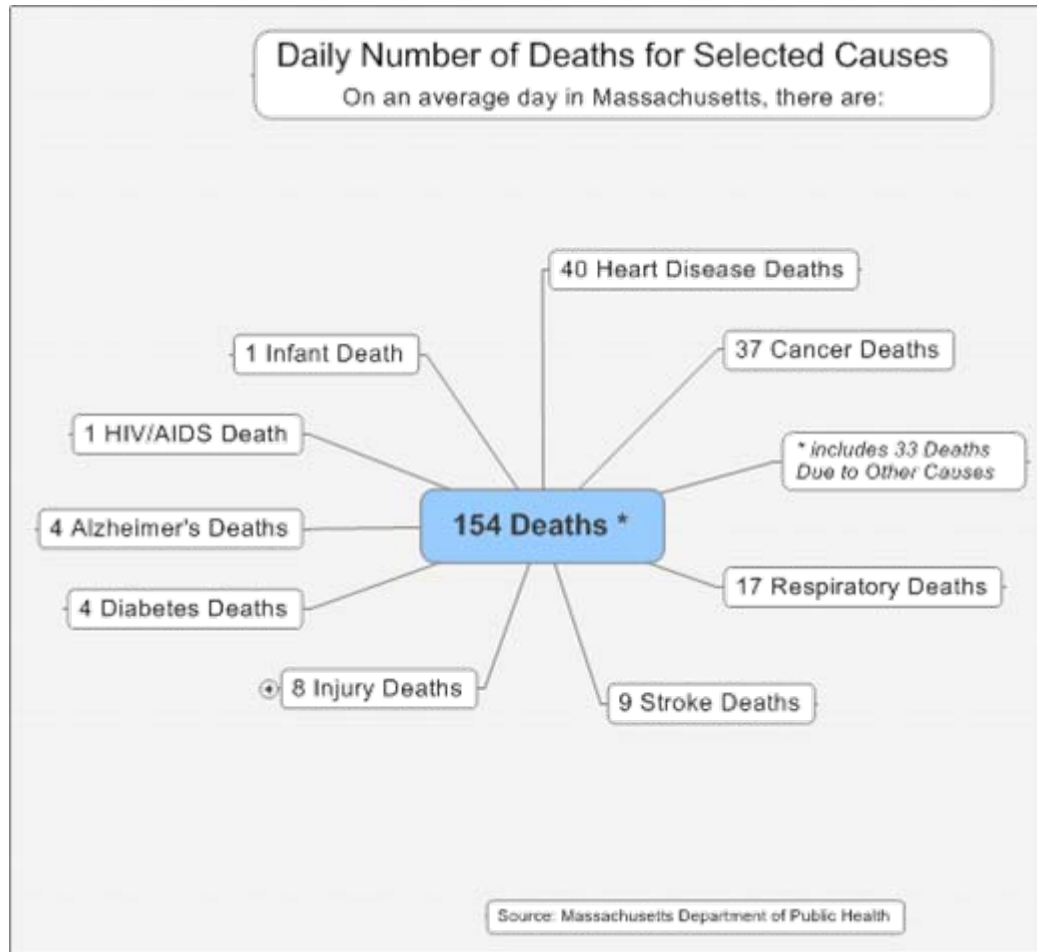 Daily Number of Deaths for Selected Causes
On an average day in Massachusetts, there are:
40 Heart Disease Deaths
1 Infant Death
37 Cancer Deaths
1 HIV/AIDS Death
* includes 33 Deaths
Due to Other Causes
154 Deaths *
4 Alzheimer's Deaths
17 Respiratory Deaths
4 Diabetes Deaths
8 Injury Deaths
9 Stroke Deaths
Source: Massachusetts Department of Public Health